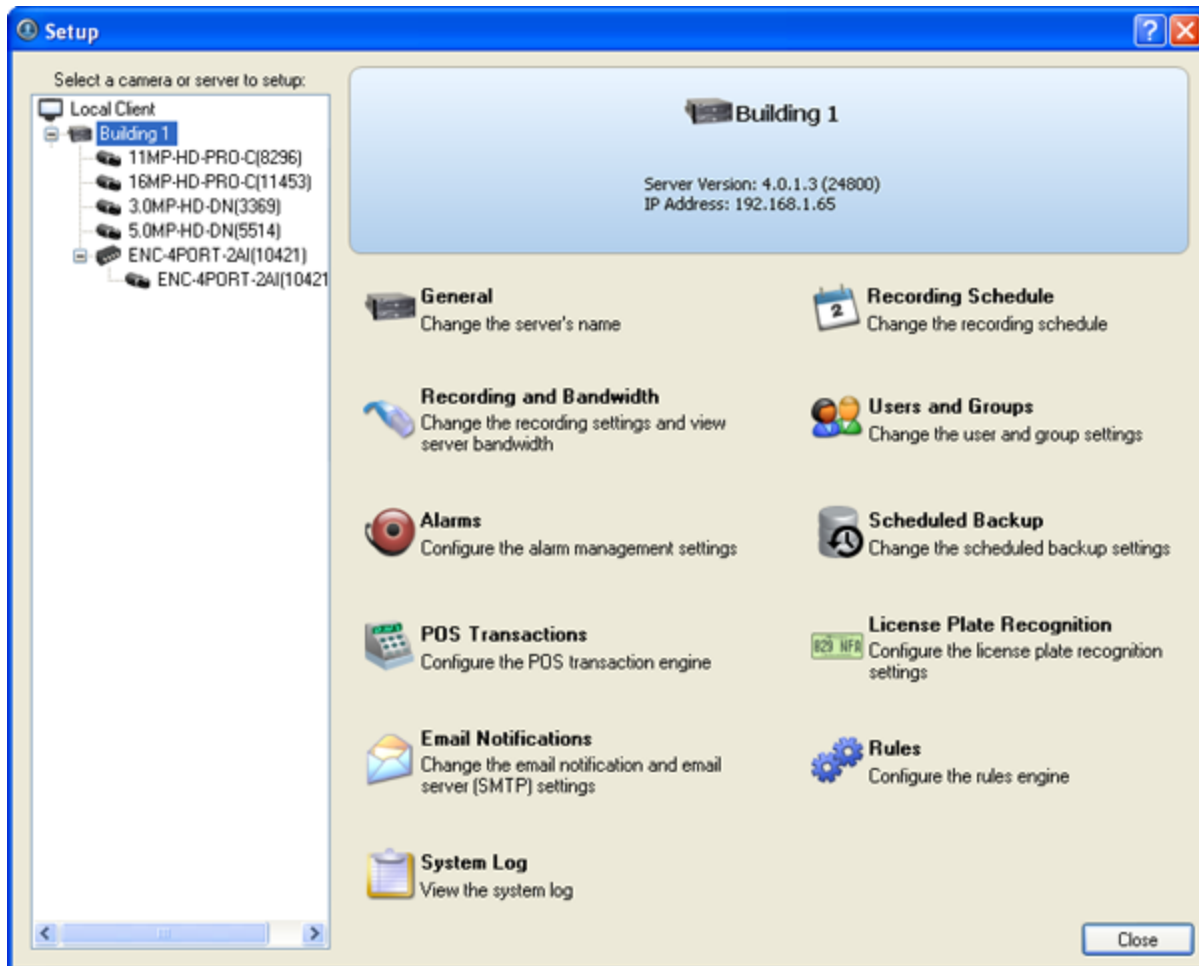 Setup
Select a camera or server to setup:
Local Client
Building 1
11MP-HD-PRO-C(8296)
16MP-HD-PRO-C(11453)
3.0MP-HD-DN(3369)
5.0MP-HD-DN(5514)
ENC-4PORT-2AI(10421)
ENC-4PORT-2AI(10421
Building 1
Server Version: 4.0.1.3 (24800)
IP Address: 192.168.1.65
General
Change the server's name
Recording Schedule
2
Change the recording schedule
Recording and Bandwidth
Change the recording settings and view
server bandwidth
Users and Groups
Change the user and group settings
Alarms
Configure the alarm management settings
Scheduled Backup
Change the scheduled backup settings
POS Transactions
Configure the POS transaction engine
License Plate Recognition
829 NFA
Configure the license plate recognition
settings
Email Notifications
Change the email notification and email
server (SMTP) settings
Rules
Configure the rules engine
System Log
View the system log
Close